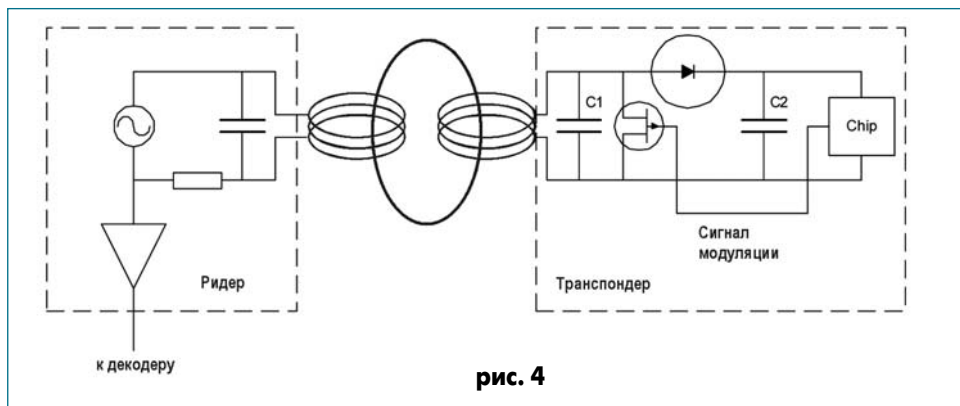 C1
C2
Chip
Сигнал
модуляции
Ридер
Транспондер
к декодеру
рис. 4